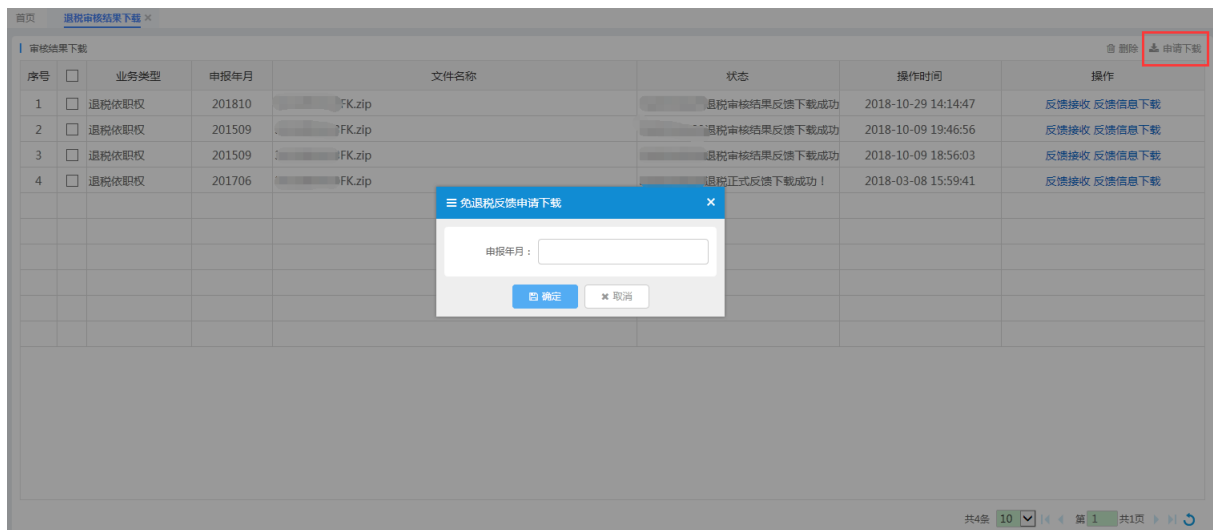 首页 退税审核结果下载 ×
审核结果下载 删除 申请下载
序号 业务类型 申报年月 文件名称 状态 操作时间 操作
1 退税依职权 201810 FK.zip 退税审核结果反馈下载成功 2018-10-29 14:14:47 反馈接收 反馈信息下载
2 退税依职权 201509 FK.zip 退税审核结果反馈下载成功 2018-10-09 19:46:56 反馈接收 反馈信息下载
3 退税依职权 201509 FK.zip 退税审核结果反馈下载成功 2018-10-09 18:56:03 反馈接收 反馈信息下载
4 退税依职权 201706 FK.zip 退税正式反馈下载成功！ 2018-03-08 15:59:41 反馈接收 反馈信息下载
免退税反馈申请下载 ×
申报年月：
确定 取消
共4条 10 第 1 共1页